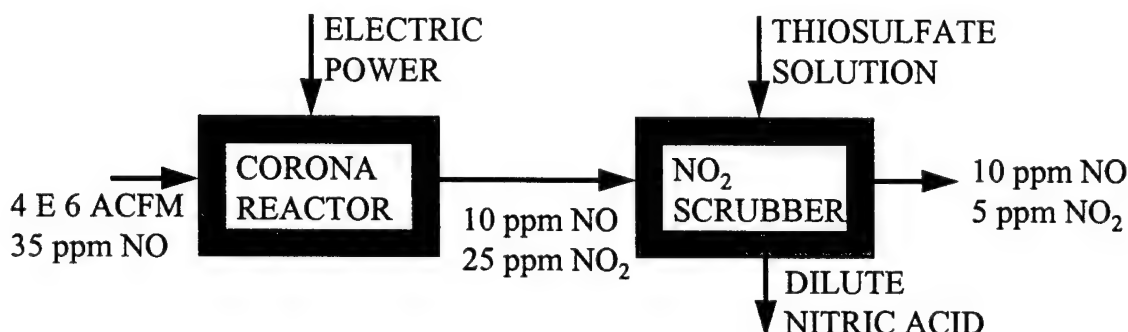 ELECTRIC
POWER
THIOSULFATE
SOLUTION
CORONA
REACTOR
NO₂
SCRUBBER
4 E 6 ACFM
35 ppm NO
10 ppm NO
25 ppm NO₂
10 ppm NO
5 ppm NO₂
DILUTE
NITRIC ACID